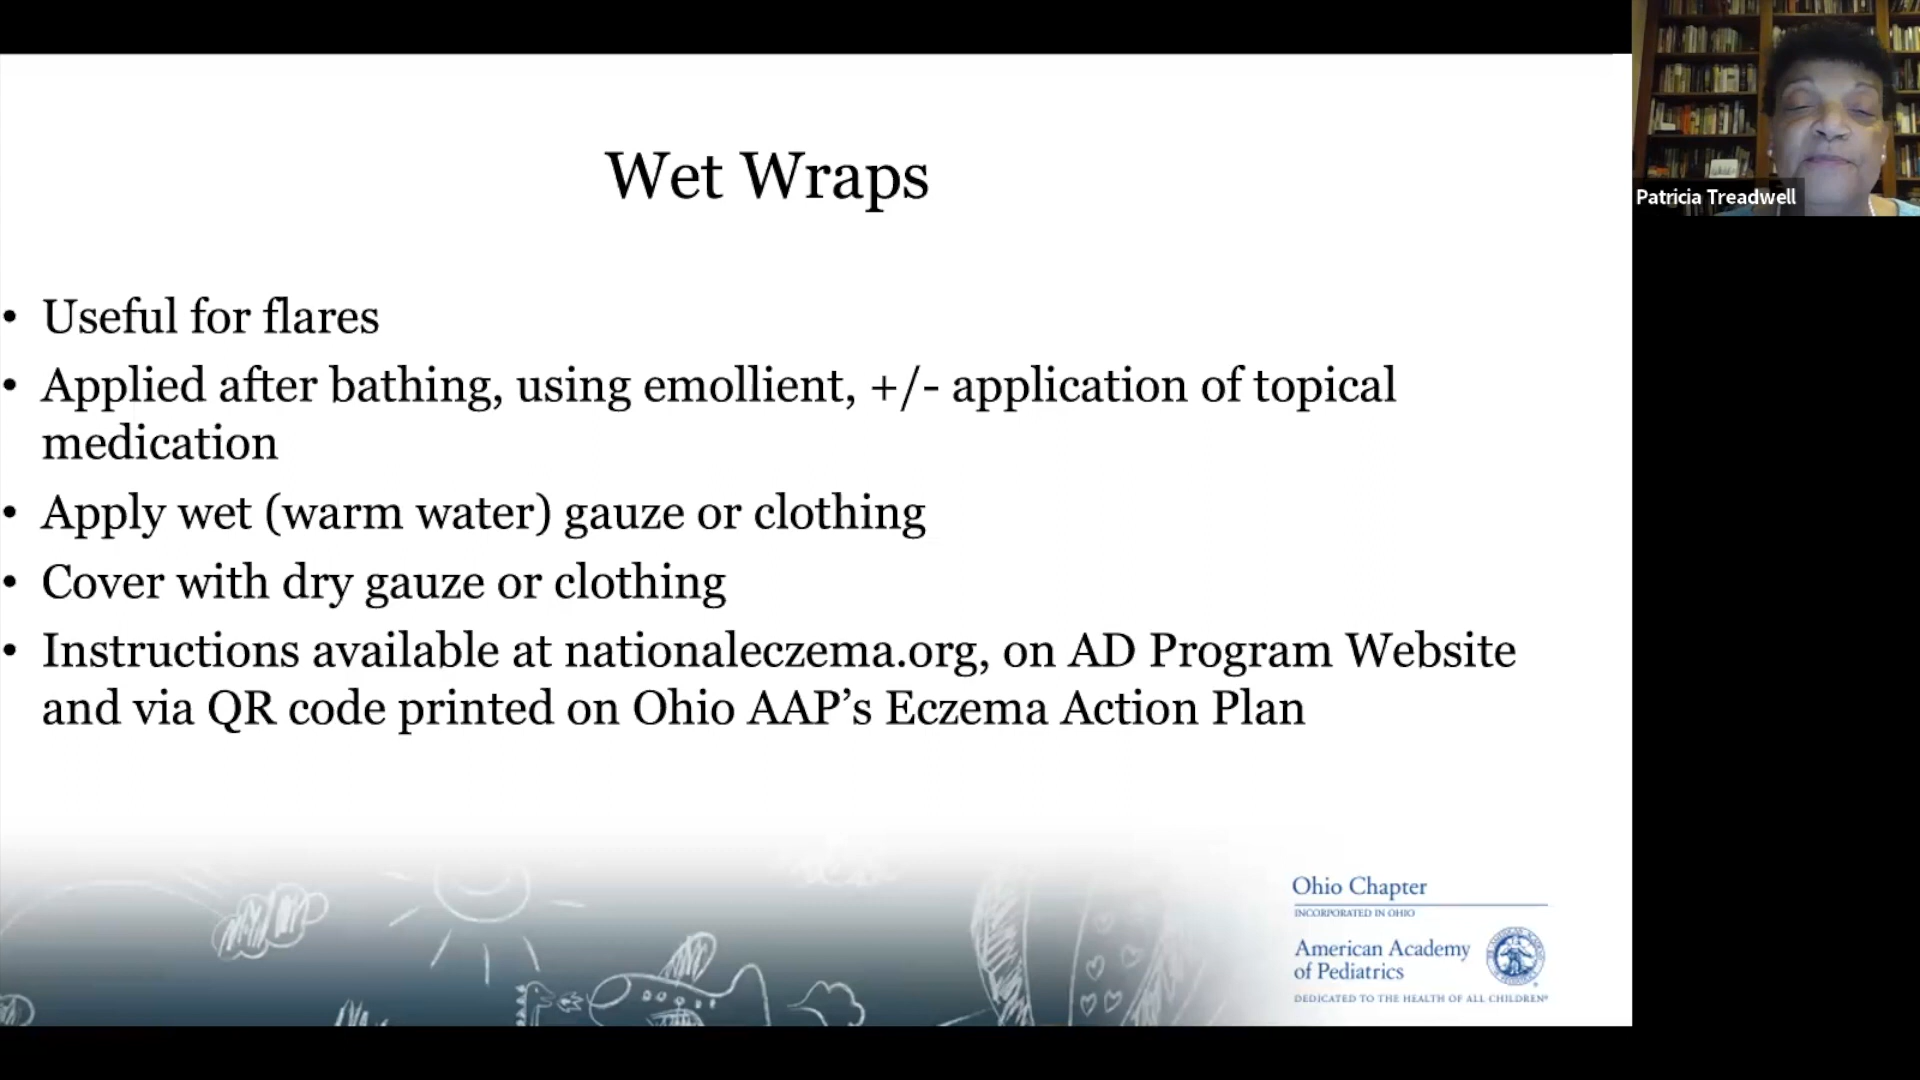 Wet Wraps
• Useful for flares
• Applied after bathing, using emollient, +/- application of topical
medication
• Apply wet (warm water) gauze or clothing
• Cover with dry gauze or clothing
• Instructions available at nationaleczema.org, on AD Program Website
and via QR code printed on Ohio AAP’s Eczema Action Plan
Ohio Chapter
INCORPORATED IN OHIO
American Academy
of Pediatrics
DEDICATED TO THE HEALTH OF ALL CHILDREN®
Patricia Treadwell